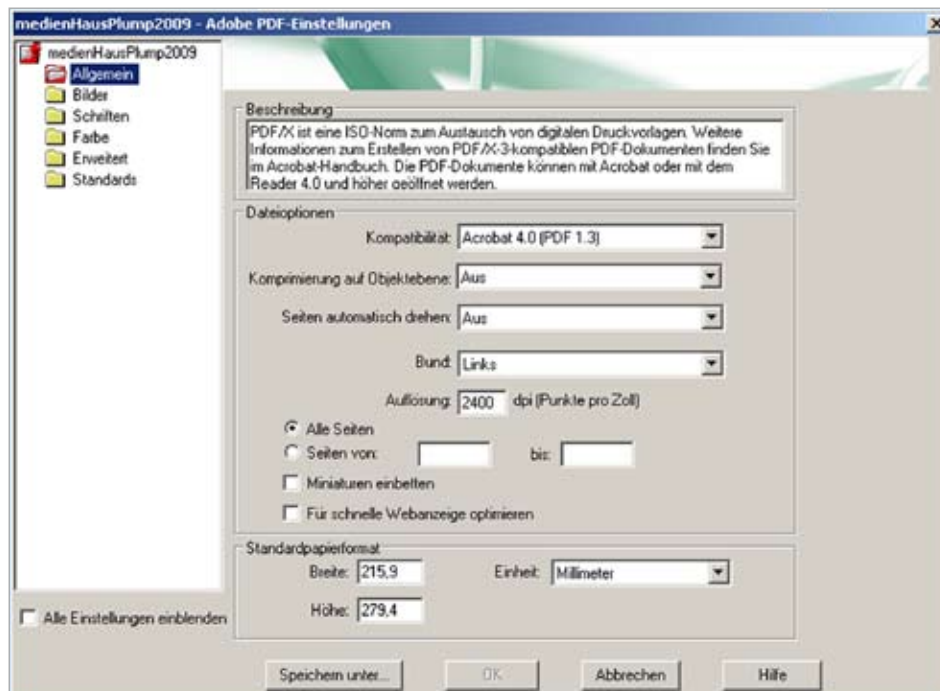 medienHausPlump2009 - Adobe PDF-Einstellungen
medienHausPlump2009
Allgemein
Bilder
Schriften
Farbe
Erweitert
Standards
Alle Einstellungen einblenden
Beschreibung
PDF/X ist eine ISO-Norm zum Austausch von digitalen Druckvorlagen. Weitere
Informationen zum Erstellen von PDF/X-3-kompatiblen PDF-Dokumenten finden Sie
im Acrobat-Handbuch. Die PDF-Dokumente können mit Acrobat oder mit dem
Reader 4.0 und höher geöffnet werden.
Dateioptionen
Kompatibilität: Acrobat 4.0 (PDF 1.3)
Komprimierung auf Objektebene: Aus
Seiten automatisch drehen: Aus
Bund: Links
Auflösung: 2400 dpi (Punkte pro Zoll)
Alle Seiten
Seiten von: bis:
Miniaturen einbetten
Für schnelle Webanzeige optimieren
Standardpapierformat
Breite: 215,9 Einheit: Millimeter
Höhe: 279,4
Speichern unter... OK Abbrechen Hilfe